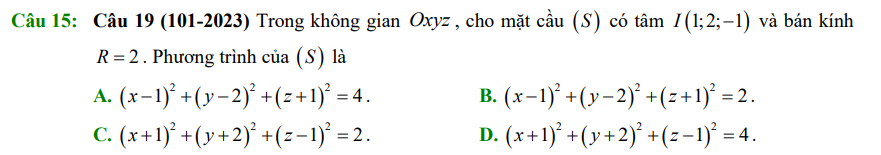 Câu 15: Câu 19 (101-2023) Trong không gian Oxyz , cho mặt cầu (S) có tâm I(1;2;−1) và bán kính
R = 2 . Phương trình của (S) là
A. (x−1)² +(y−2)² +(z+1)² = 4 . B. (x−1)² +(y−2)² +(z+1)² = 2 .
C. (x+1)² +(y+2)² +(z−1)² = 2 . D. (x+1)² +(y+2)² +(z−1)² = 4 .